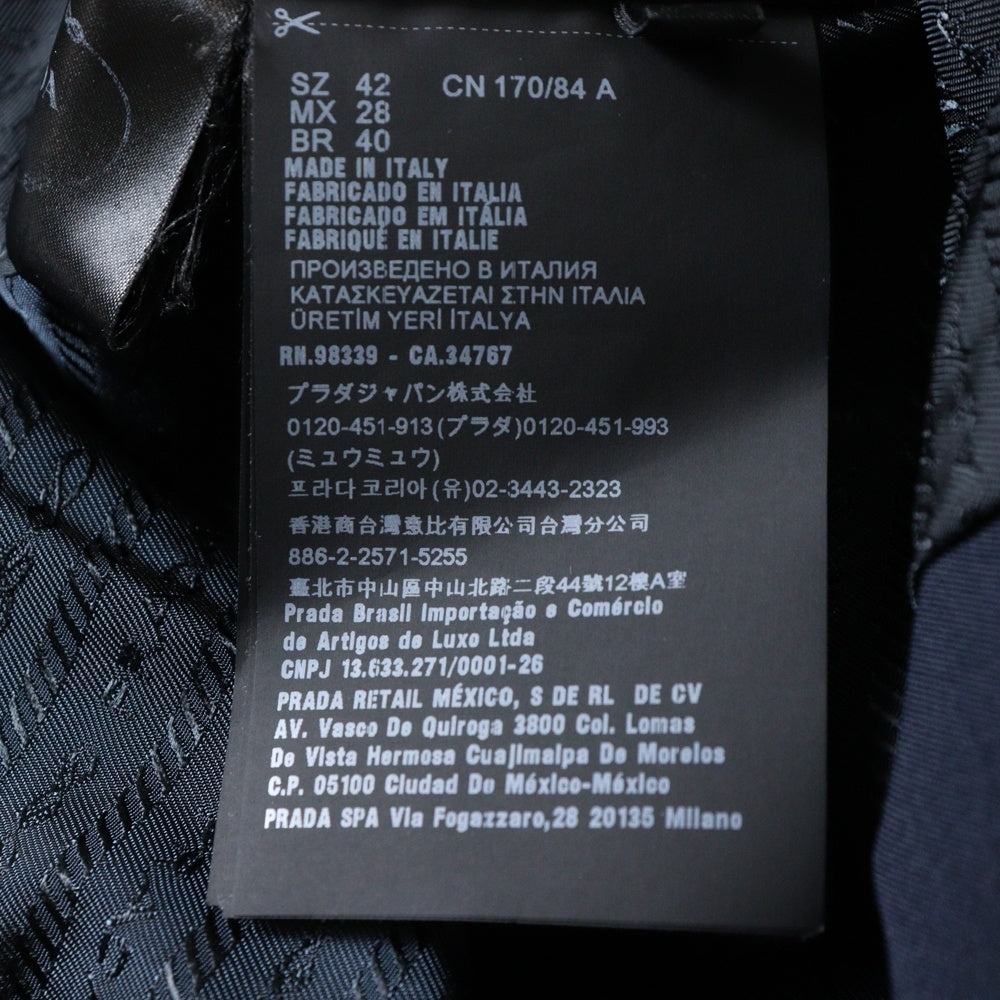 SZ 42 CN 170/84 A
MX 28
BR 40
MADE IN ITALY
FABRICADO EN ITALIA
FABRICADO EM ITÁLIA
FABRIQUÉ EN ITALIE
ПРОИЗВЕДЕНО В ИТАЛИЯ
ΚΑΤΑΣΚΕΥΑΖΕΤΑΙ ΣΤΗΝ ΙΤΑΛΙΑ
ÜRETİM YERİ İTALYA
RN.98339 - CA.34767
プラダジャパン株式会社
0120-451-913(プラダ)0120-451-993
(ミュウミュウ)
프라다코리아(유)02-3443-2323
香港商台灣意比有限公司台灣分公司
886-2-2571-5255
臺北市中山區中山北路二段44號12樓A室
Prada Brasil Importação e Comércio
de Artigos de Luxo Ltda
CNPJ 13.633.271/0001-26
PRADA RETAIL MÉXICO, S DE RL DE CV
AV. Vasco De Quiroga 3800 Col. Lomas
De Vista Hermosa Cuajimalpa De Morelos
C.P. 05100 Ciudad De México-México
PRADA SPA Via Fogazzaro,28 20135 Milano